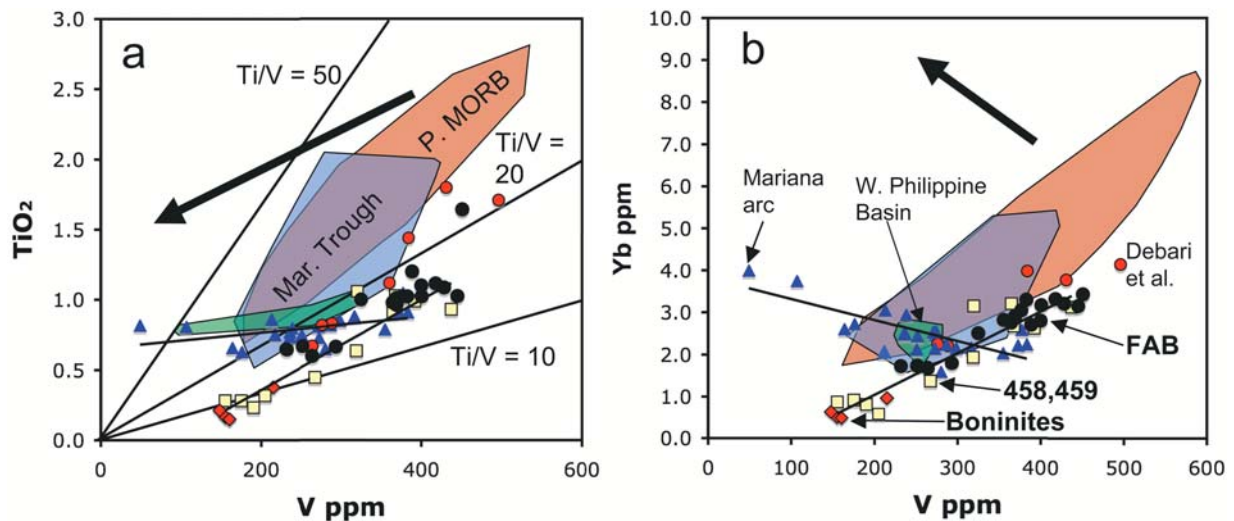 a
3.0
2.5
2.0
1.5
1.0
0.5
0.0
TiO₂
0
200
400
600
V ppm
Ti/V = 50
P. MORB
Ti/V =
20
Mar. Trough
Ti/V = 10
b
10.0
9.0
8.0
7.0
6.0
5.0
4.0
3.0
2.0
1.0
0.0
Yb ppm
0
100
200
300
400
500
600
V ppm
Mariana
arc
W. Philippine
Basin
Debari
et al.
FAB
458,459
Boninites